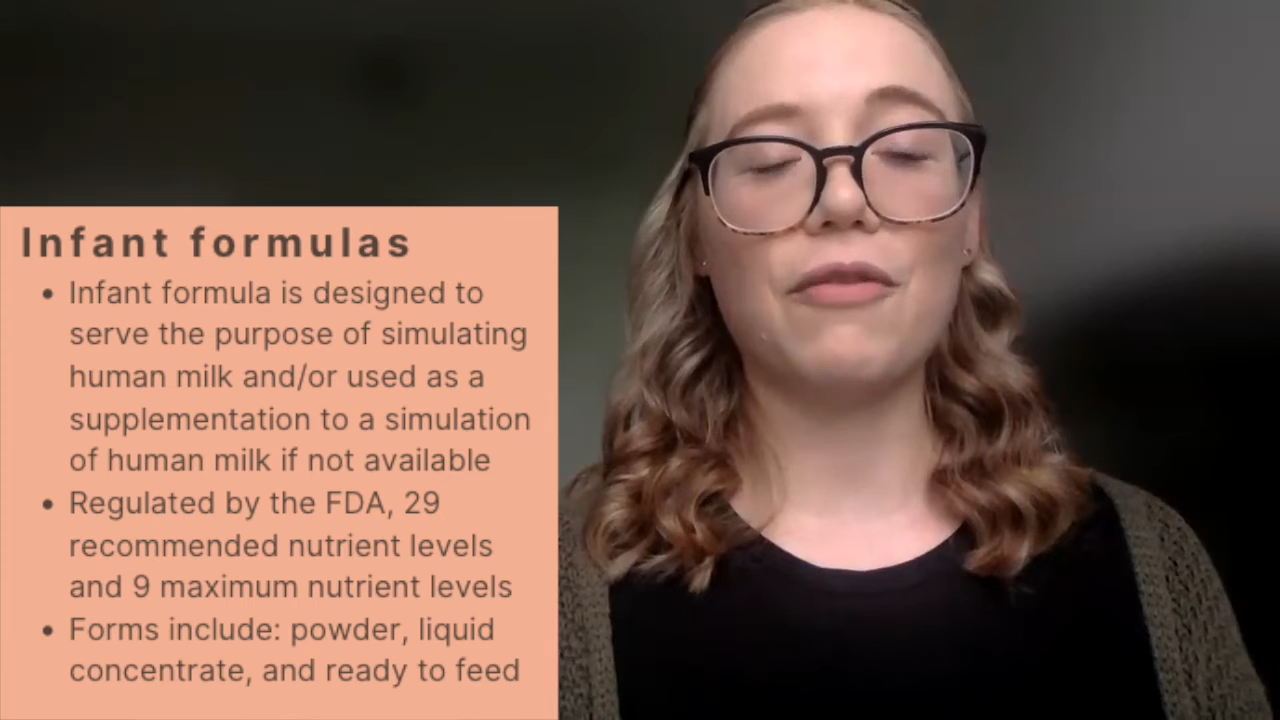 Infant formulas
• Infant formula is designed to
serve the purpose of simulating
human milk and/or used as a
supplementation to a simulation
of human milk if not available
• Regulated by the FDA, 29
recommended nutrient levels
and 9 maximum nutrient levels
• Forms include: powder, liquid
concentrate, and ready to feed